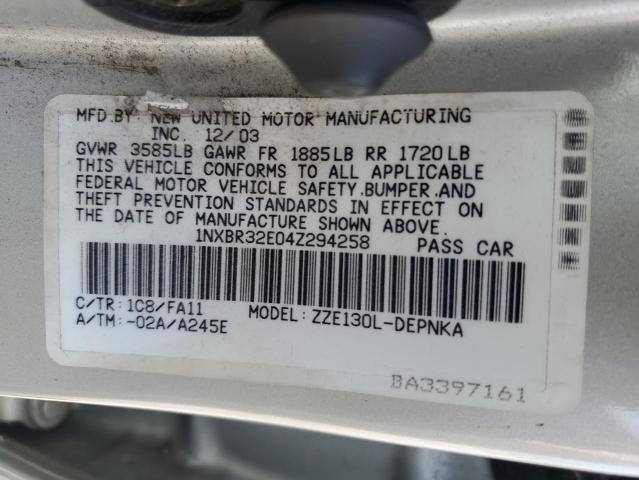 MFD.BY: NEW UNITED MOTOR MANUFACTURING
INC. 12/03
GVWR 3585LB GAWR FR 1885LB RR 1720LB
THIS VEHICLE CONFORMS TO ALL APPLICABLE
FEDERAL MOTOR VEHICLE SAFETY,BUMPER,AND
THEFT PREVENTION STANDARDS IN EFFECT ON
THE DATE OF MANUFACTURE SHOWN ABOVE.
1NXBR32E04Z294258 PASS CAR
C/TR: 1C8/FA11 MODEL: ZZE130L-DEPNKA
A/TM: -02A/A245E
BA3397161